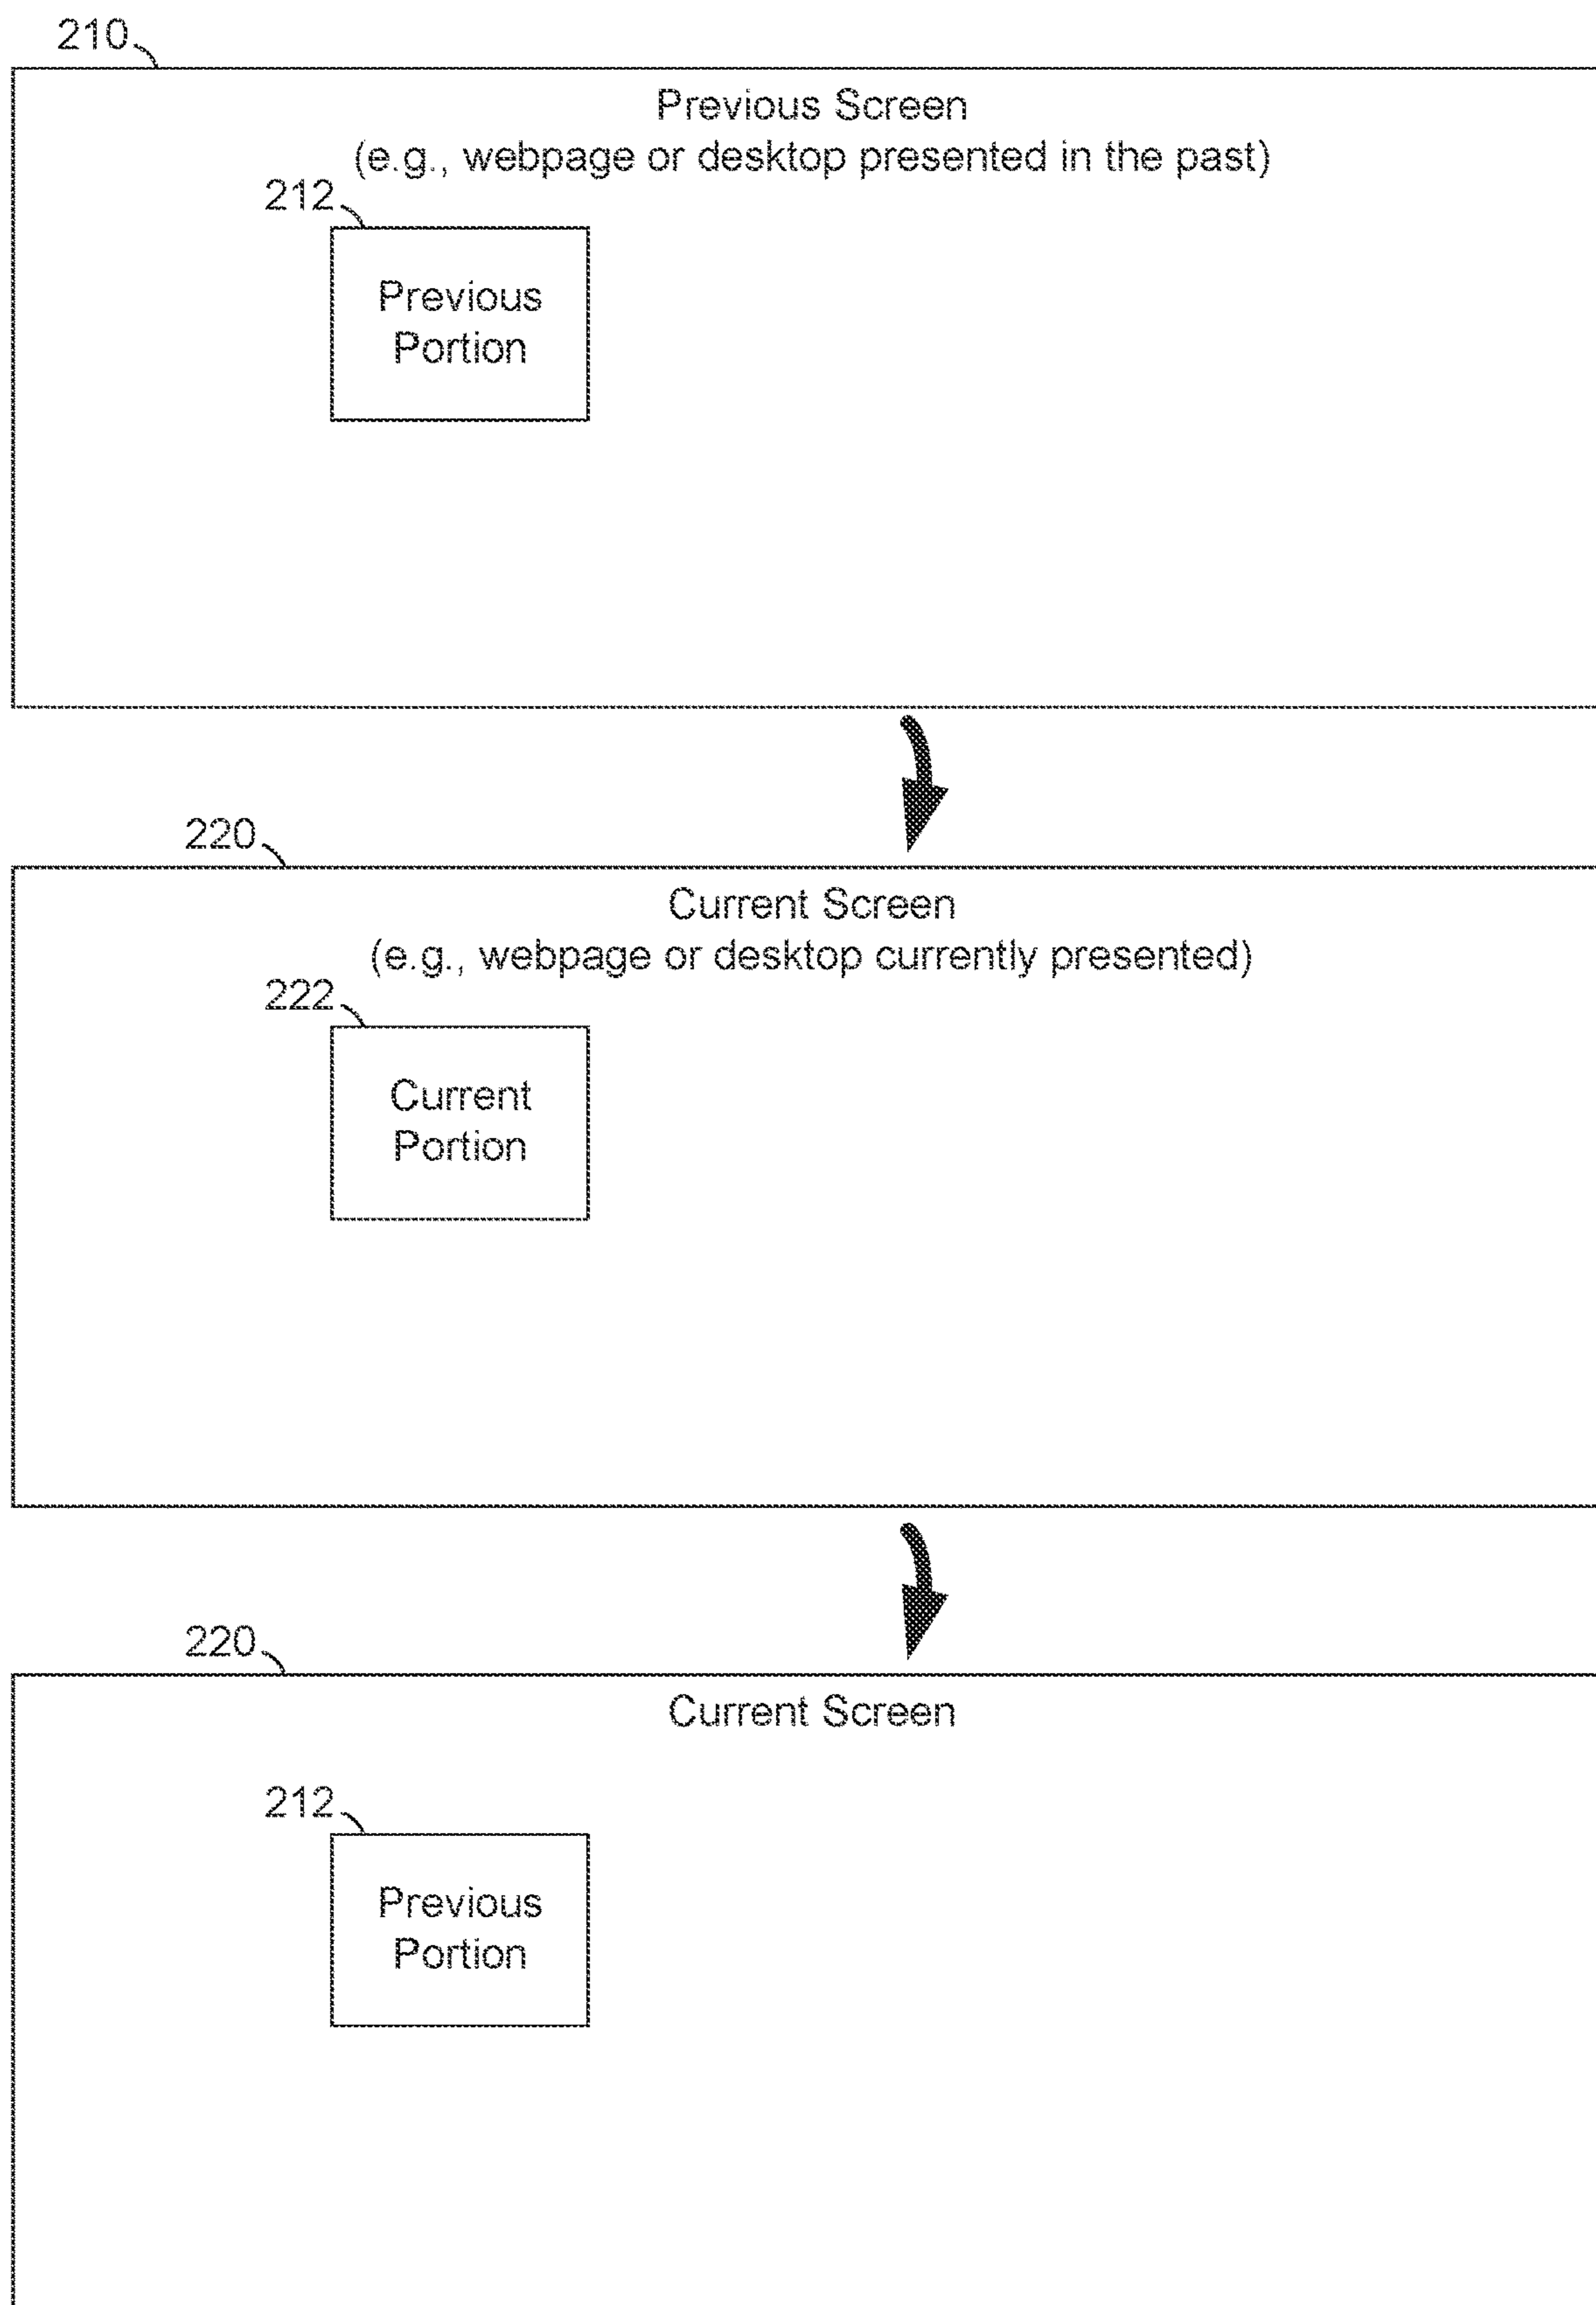 210
Previous Screen
(e.g., webpage or desktop presented in the past)
212
Previous
Portion
220
Current Screen
(e.g., webpage or desktop currently presented)
222
Current
Portion
220
Current Screen
212
Previous
Portion